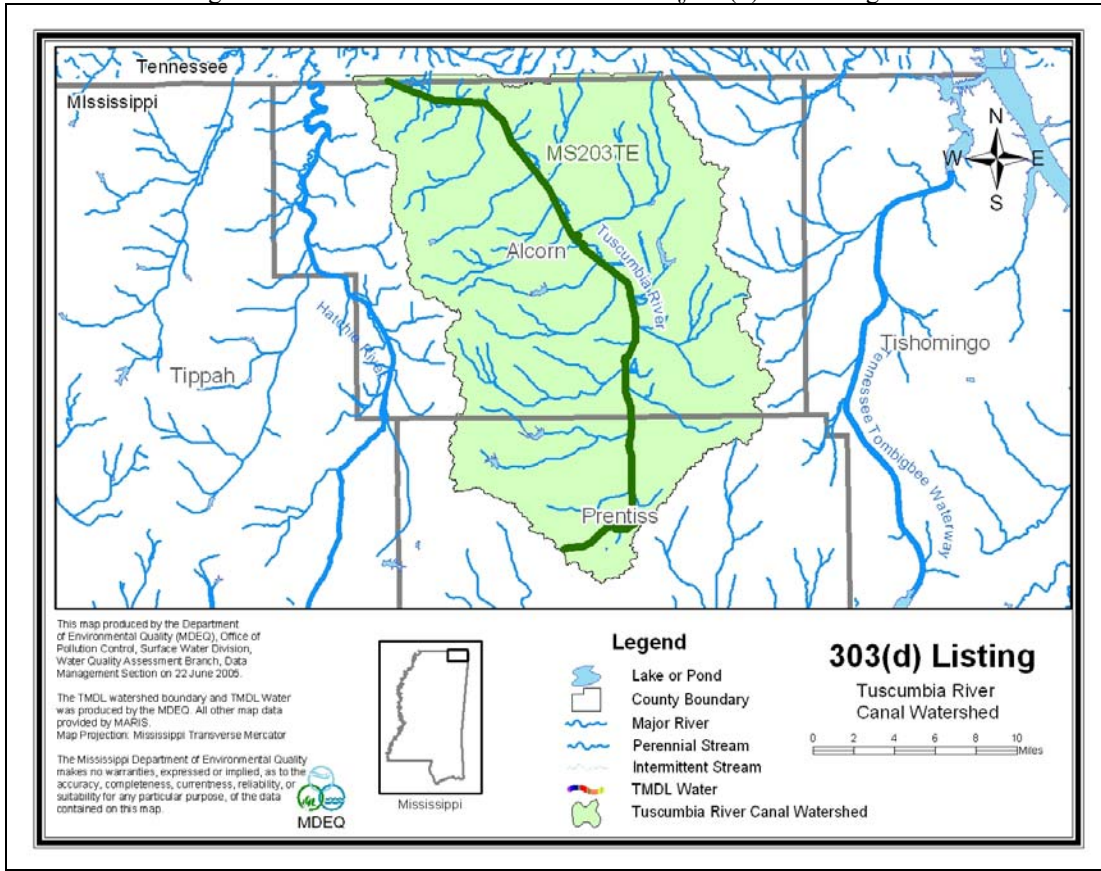 Tennessee
MIssissippi
MS203TE
N
W
E
S
Alcorn
Tuscumbia River
Hatchie River
Tippah
Tishomingo
Tennessee Tombigbee Waterway
Prentiss
This map produced by the Department
of Environmental Quality (MDEQ), Office of
Pollution Control, Surface Water Division,
Water Quality Assessment Branch, Data
Management Section on 22 June 2005.
The TMDL watershed boundary and TMDL Water
was produced by the MDEQ. All other map data
provided by MARIS.
Map Projection: Mississippi Transverse Mercator
The Mississippi Department of Environmental Quality
makes no warranties, expressed or implied, as to the
accuracy, completeness, currentness, reliability, or
suitability for any particular purpose, of the data
contained on this map.
MDEQ
Mississippi
Legend
Lake or Pond
County Boundary
Major River
Perennial Stream
Intermittent Stream
TMDL Water
Tuscumbia River Canal Watershed
303(d) Listing
Tuscumbia River
Canal Watershed
0 2 4 6 8 10
Miles